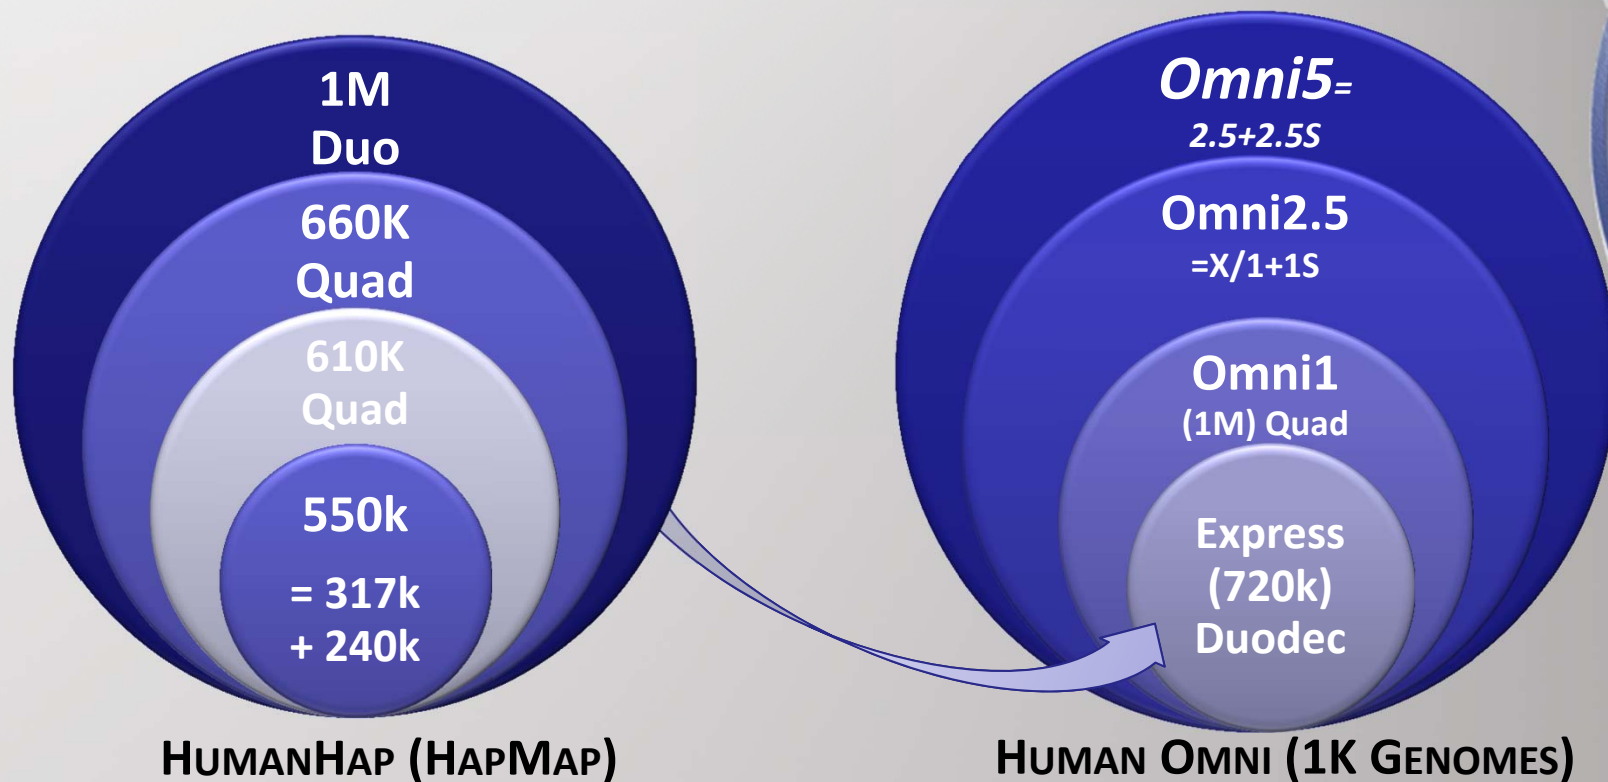 1M
Duo
660K
Quad
610K
Quad
550k
= 317k
+ 240k
HUMANHAP (HAPMAP)
Omni5=
2.5+2.5S
Omni2.5
=X/1+1S
Omni1
(1M) Quad
Express
(720k)
Duodec
HUMAN OMNI (1K GENOMES)